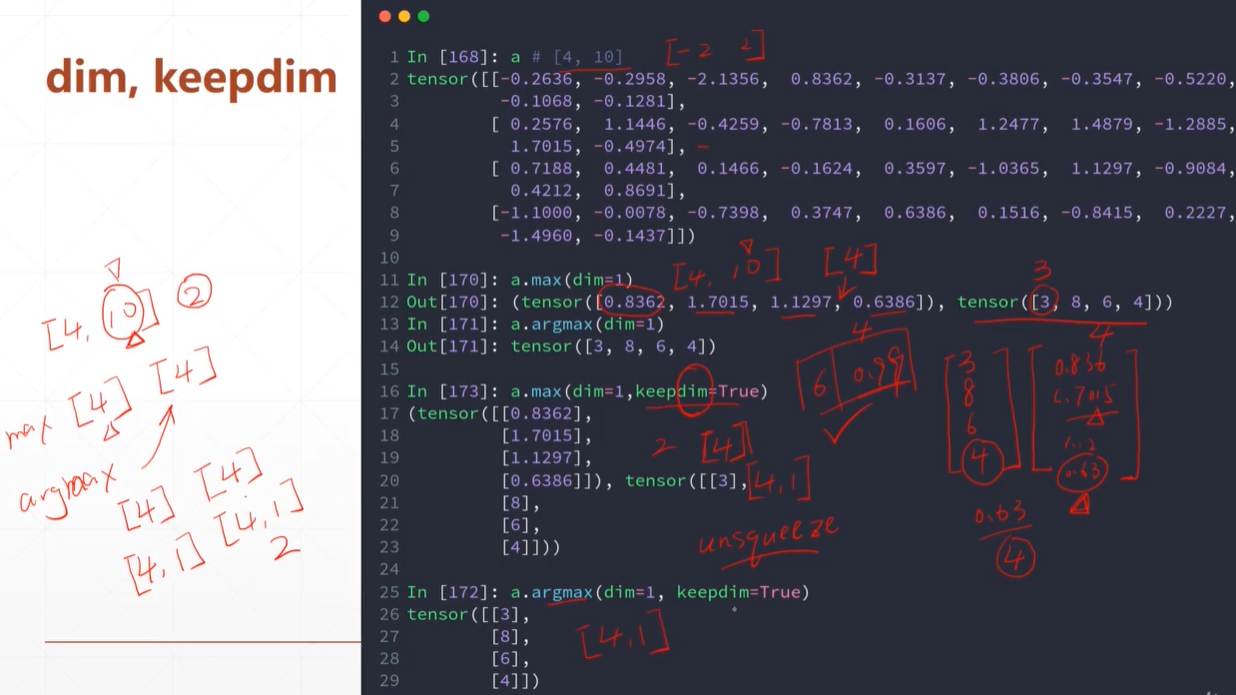 dim, keepdim
1 In [168]: a # [4, 10] [-2 2]
2 tensor([[-0.2636, -0.2958, -2.1356, 0.8362, -0.3137, -0.3806, -0.3547, -0.5220,
3 -0.1068, -0.1281],
4 [ 0.2576, 1.1446, -0.4259, -0.7813, 0.1606, 1.2477, 1.4879, -1.2885,
5 1.7015, -0.4974],
6 [ 0.7188, 0.4481, 0.1466, -0.1624, 0.3597, -1.0365, 1.1297, -0.9084,
7 0.4212, 0.8691],
8 [-1.1000, -0.0078, -0.7398, 0.3747, 0.6386, 0.1516, -0.8415, 0.2227,
9 -1.4960, -0.1437]])
10
11 In [170]: a.max(dim=1) [4, 10] [4] 3
12 Out[170]: (tensor([0.8362, 1.7015, 1.1297, 0.6386]), tensor([3, 8, 6, 4]))
13 In [171]: a.argmax(dim=1)
14 Out[171]: tensor([3, 8, 6, 4])
15
16 In [173]: a.max(dim=1,keepdim=True)
17 (tensor([[0.8362],
18 [1.7015],
19 [1.1297],
20 [0.6386]]), tensor([[3],
21 [8],
22 [6],
23 [4]]))
24
25 In [172]: a.argmax(dim=1, keepdim=True)
26 tensor([[3],
27 [8],
28 [6],
29 [4]])
[4, 10] 2
max [4] [4]
argmax
[4] [4]
[4,1] [4,1]
2
4
6 0.99
2 [4]
[4,1]
unsqueeze
[4,1]
4
3 0.836
8 1.7015
6 1.2
4 0.63
0.63
4